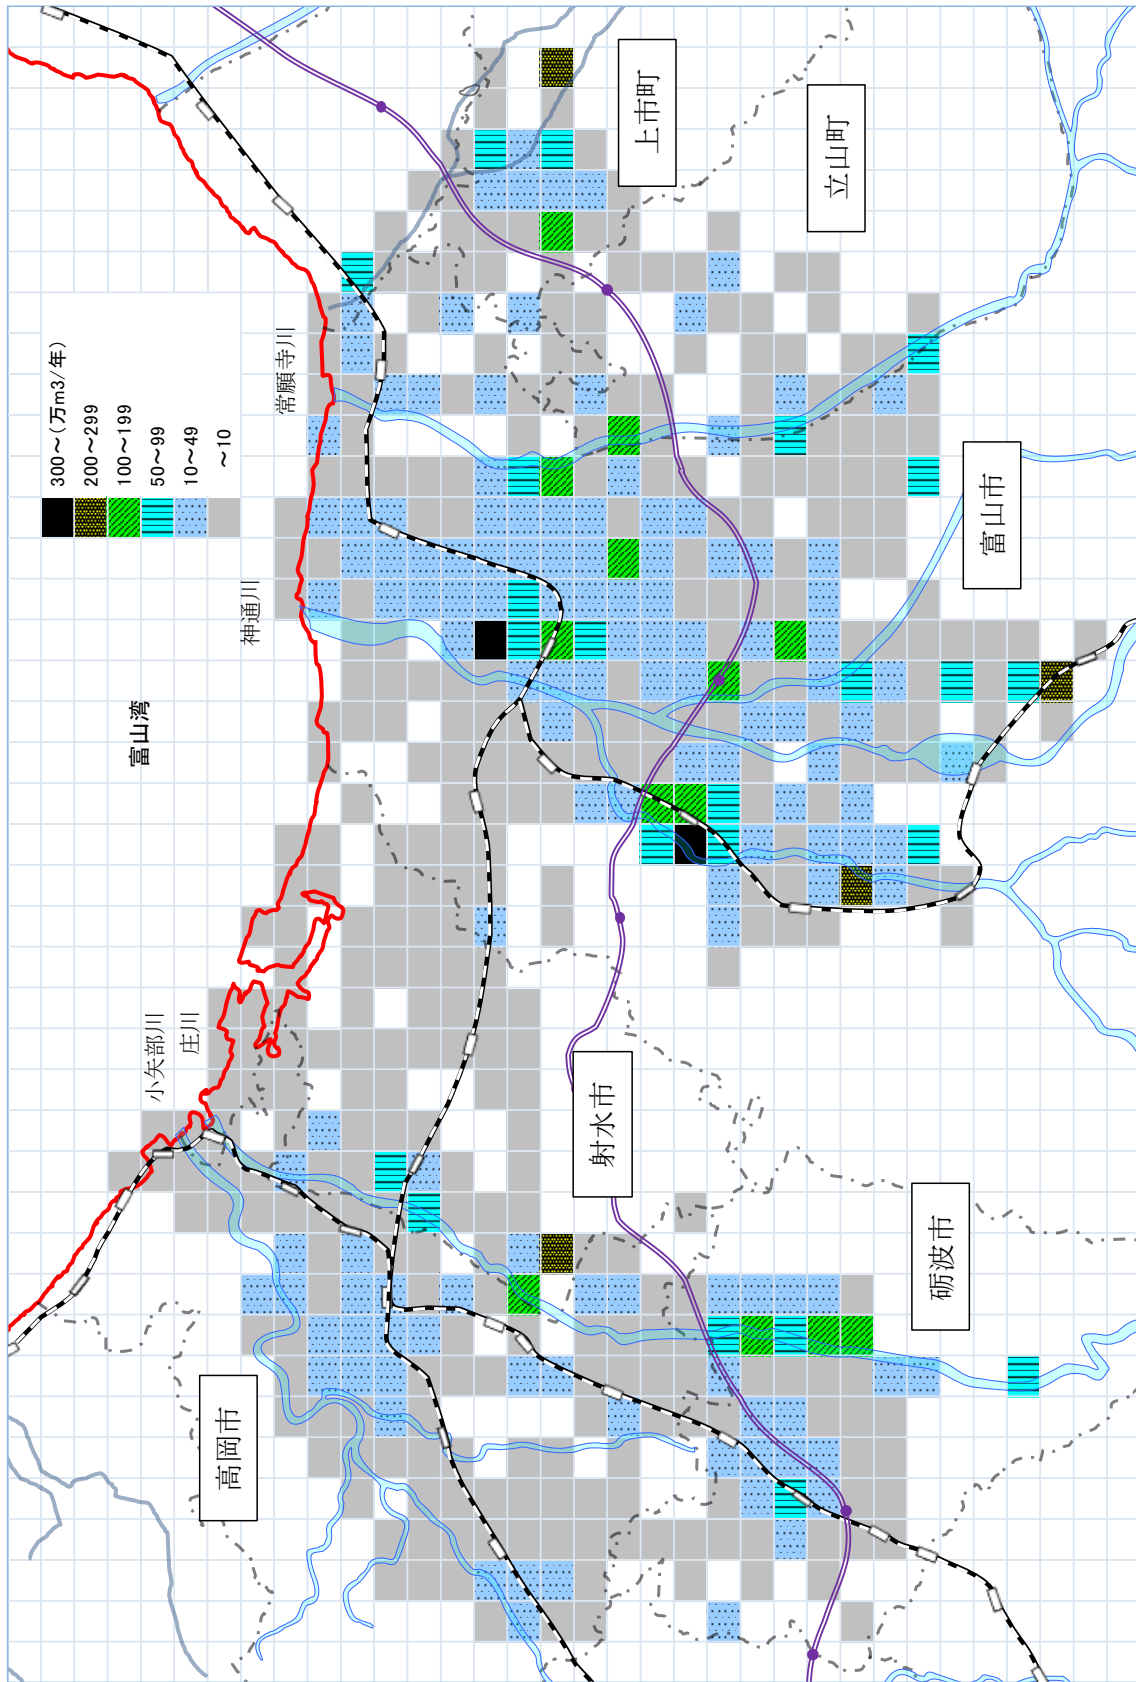 300～(万m3/年)
200～299
100～199
50～99
10～49
～10
富山湾
小矢部川
庄川
神通川
常願寺川
高岡市
射水市
砺波市
富山市
上市町
立山町